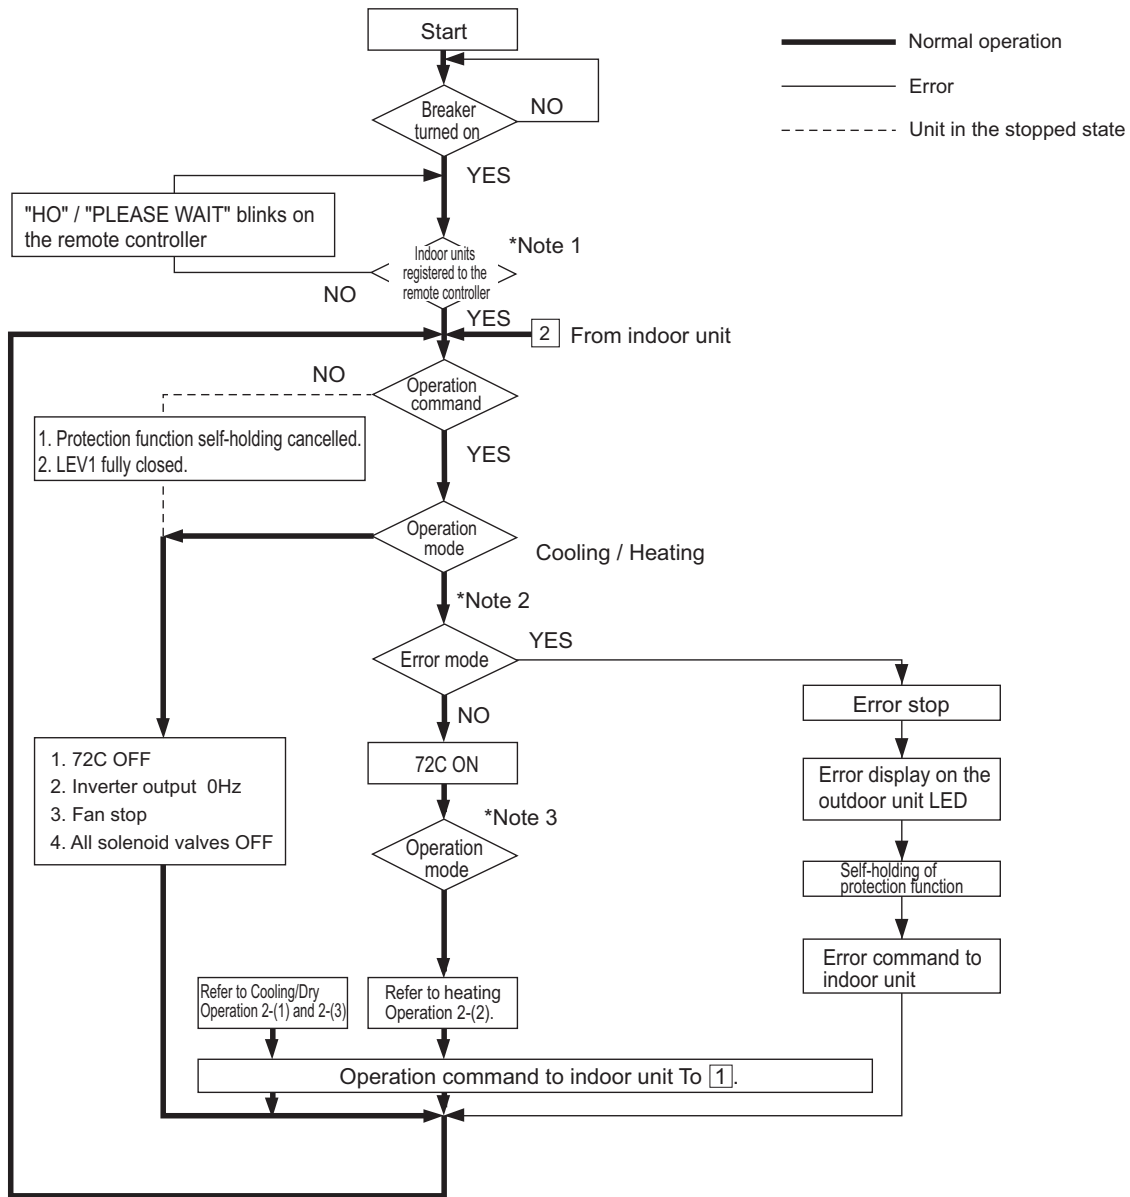 Start
Normal operation
Error
Unit in the stopped state
Breaker
turned on
NO
YES
"HO" / "PLEASE WAIT" blinks on
the remote controller
*Note 1
Indoor units
registered to the
remote controller
NO
YES
2 From indoor unit
NO
Operation
command
1. Protection function self-holding cancelled.
2. LEV1 fully closed.
YES
Operation
mode
Cooling / Heating
*Note 2
Error mode
YES
NO
Error stop
1. 72C OFF
2. Inverter output 0Hz
3. Fan stop
4. All solenoid valves OFF
72C ON
Error display on the
outdoor unit LED
*Note 3
Operation
mode
Self-holding of
protection function
Error command to
indoor unit
Refer to Cooling/Dry
Operation 2-(1) and 2-(3)
Refer to heating
Operation 2-(2).
Operation command to indoor unit To 1.